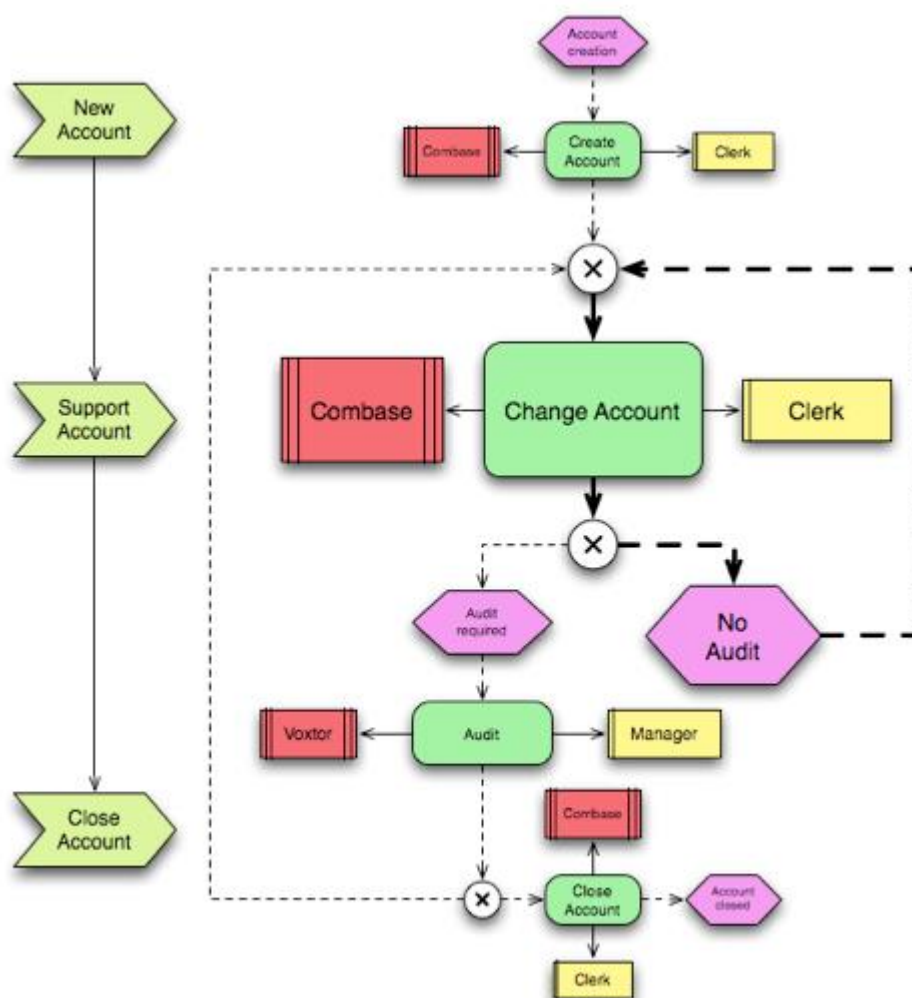 New
Account
Support
Account
Close
Account
Account
creation
Combase
Create
Account
Clerk
Combase
Change Account
Clerk
Audit
required
No
Audit
Voxtor
Audit
Manager
Combase
Close
Account
Account
closed
Clerk